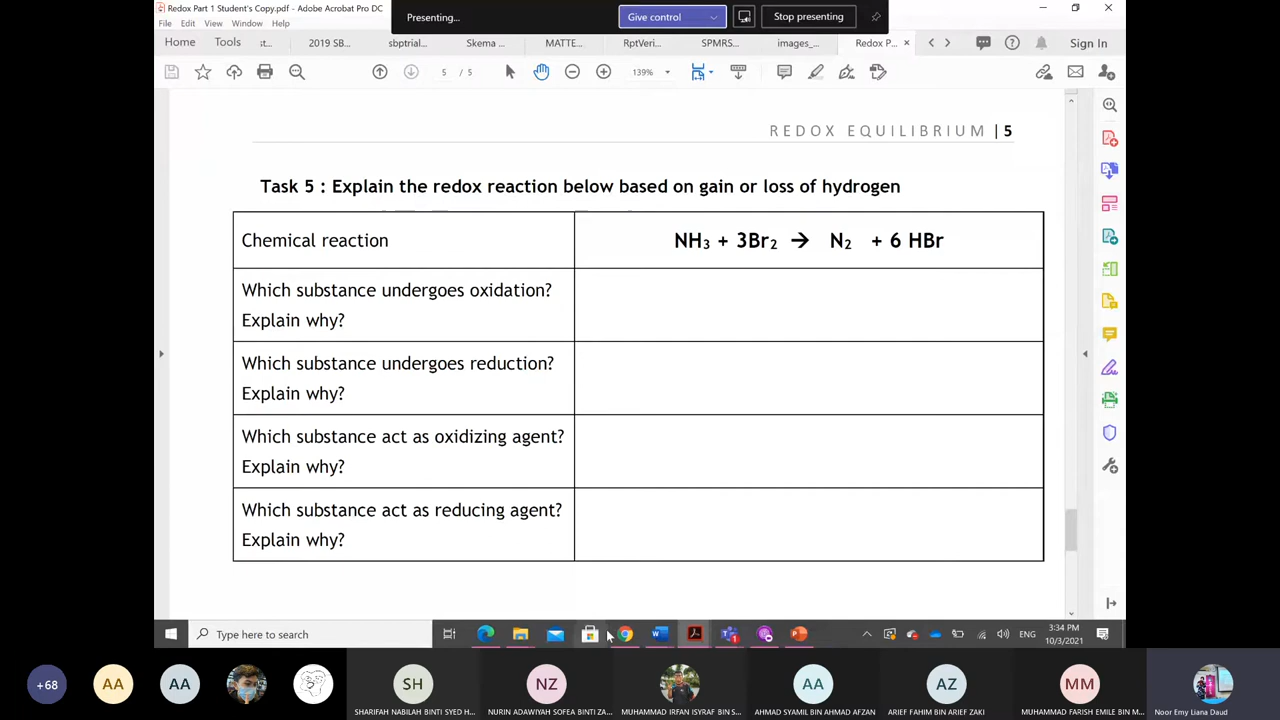 Redox Part 1 Student's Copy.pdf - Adobe Acrobat Pro DC
Presenting...
Give control
Stop presenting
File Edit View Window Help
Home Tools st... 2019 SB... sbptrial... Skema ... MATTE... RptVeri... SPMRS... images_... Redox P... × Sign In
5 / 5 139%
REDOX EQUILIBRIUM |5
Task 5 : Explain the redox reaction below based on gain or loss of hydrogen
Chemical reaction NH₃ + 3Br₂ → N₂ + 6 HBr
Which substance undergoes oxidation?
Explain why?
Which substance undergoes reduction?
Explain why?
Which substance act as oxidizing agent?
Explain why?
Which substance act as reducing agent?
Explain why?
Type here to search
ENG
3:34 PM
10/3/2021
+68 AA AA SH NZ AA AZ MM
SHARIFAH NABILAH BINTI SYED H... NURIN ADAWIYAH SOFEA BINTI ZA... MUHAMMAD IRFAN ISYRAF BIN S... AHMAD SYAMIL BIN AHMAD AFZAN ARIEF FAHIM BIN ARIEF ZAKI MUHAMMAD FARISH EMILE BIN M... Noor Emy Liana Daud